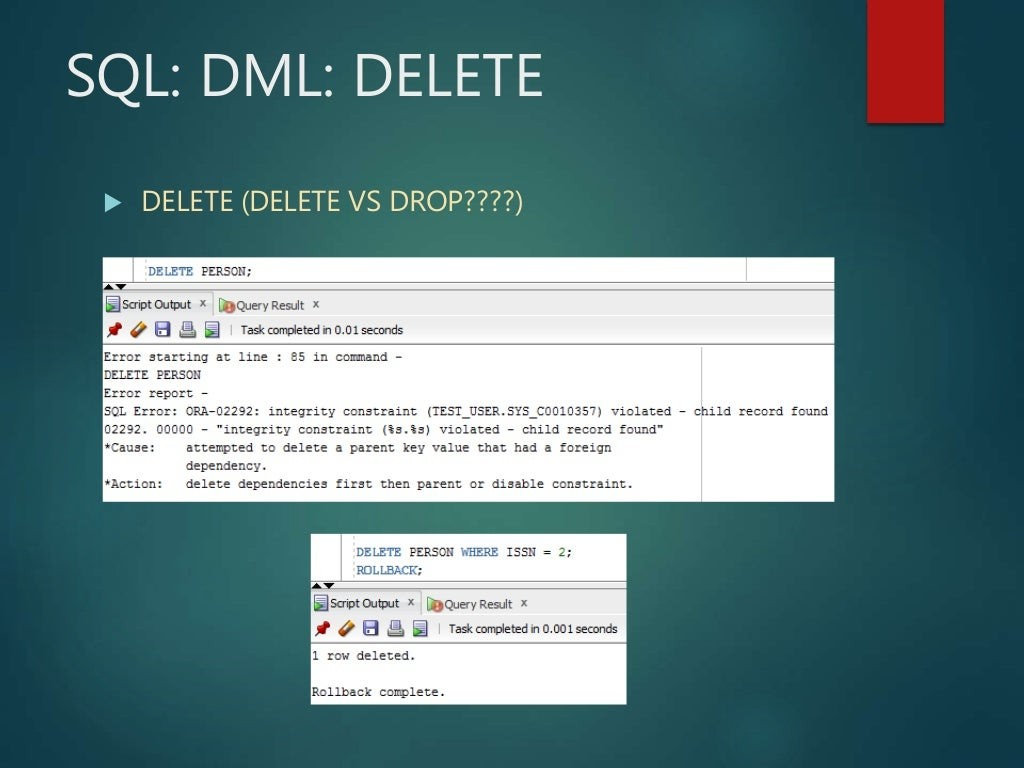 SQL: DML: DELETE
DELETE (DELETE VS DROP????)
DELETE PERSON;
Script Output x Query Result x
Task completed in 0.01 seconds
Error starting at line : 85 in command -
DELETE PERSON
Error report -
SQL Error: ORA-02292: integrity constraint (TEST_USER.SYS_C0010357) violated - child record found
02292. 00000 - "integrity constraint (%s.%s) violated - child record found"
*Cause: attempted to delete a parent key value that had a foreign
dependency.
*Action: delete dependencies first then parent or disable constraint.
DELETE PERSON WHERE ISSN = 2;
ROLLBACK;
Script Output x Query Result x
Task completed in 0.001 seconds
1 row deleted.
Rollback complete.